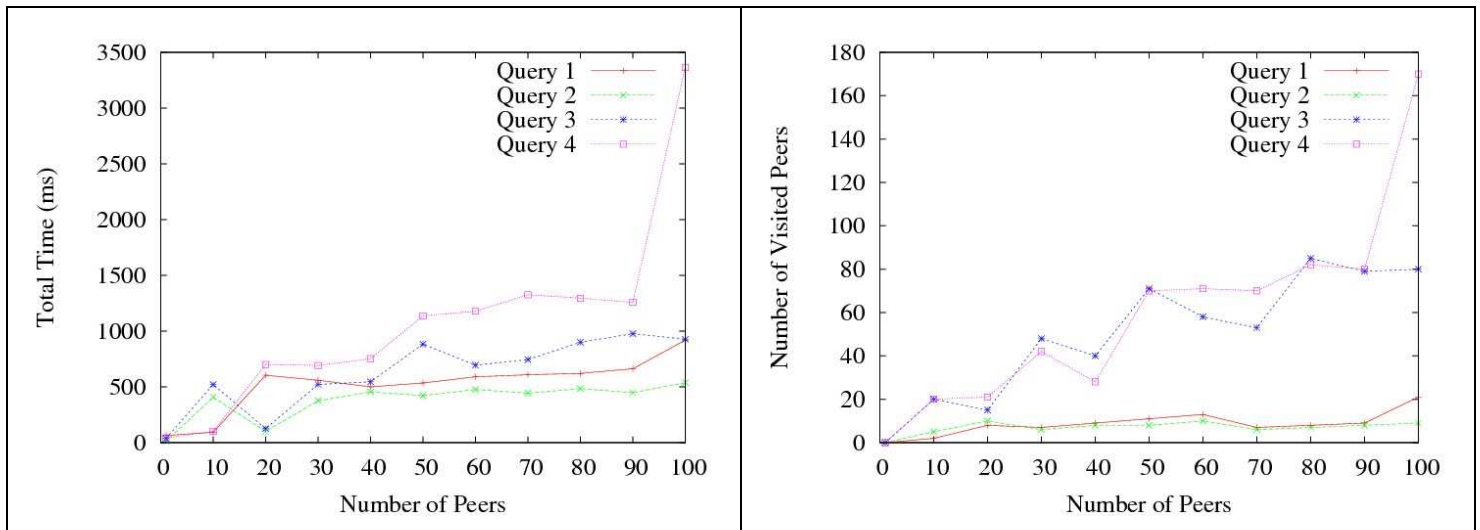 3500
3000
2500
2000
1500
1000
500
0
Total Time (ms)
Query 1
Query 2
Query 3
Query 4
0 10 20 30 40 50 60 70 80 90 100
Number of Peers
180
160
140
120
100
80
60
40
20
0
Number of Visited Peers
Query 1
Query 2
Query 3
Query 4
0 10 20 30 40 50 60 70 80 90 100
Number of Peers